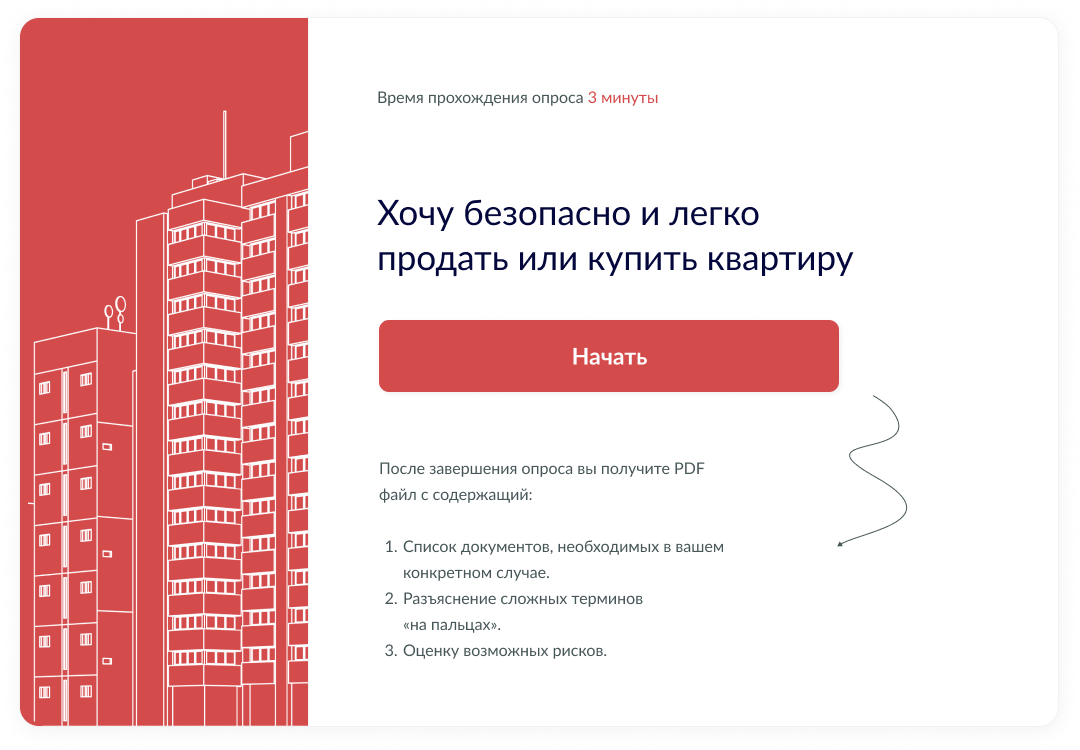 Время прохождения опроса 3 минуты
Хочу безопасно и легко
продать или купить квартиру
Начать
После завершения опроса вы получите PDF
файл с содержащий:
1. Список документов, необходимых в вашем
конкретном случае.
2. Разъяснение сложных терминов
«на пальцах».
3. Оценку возможных рисков.